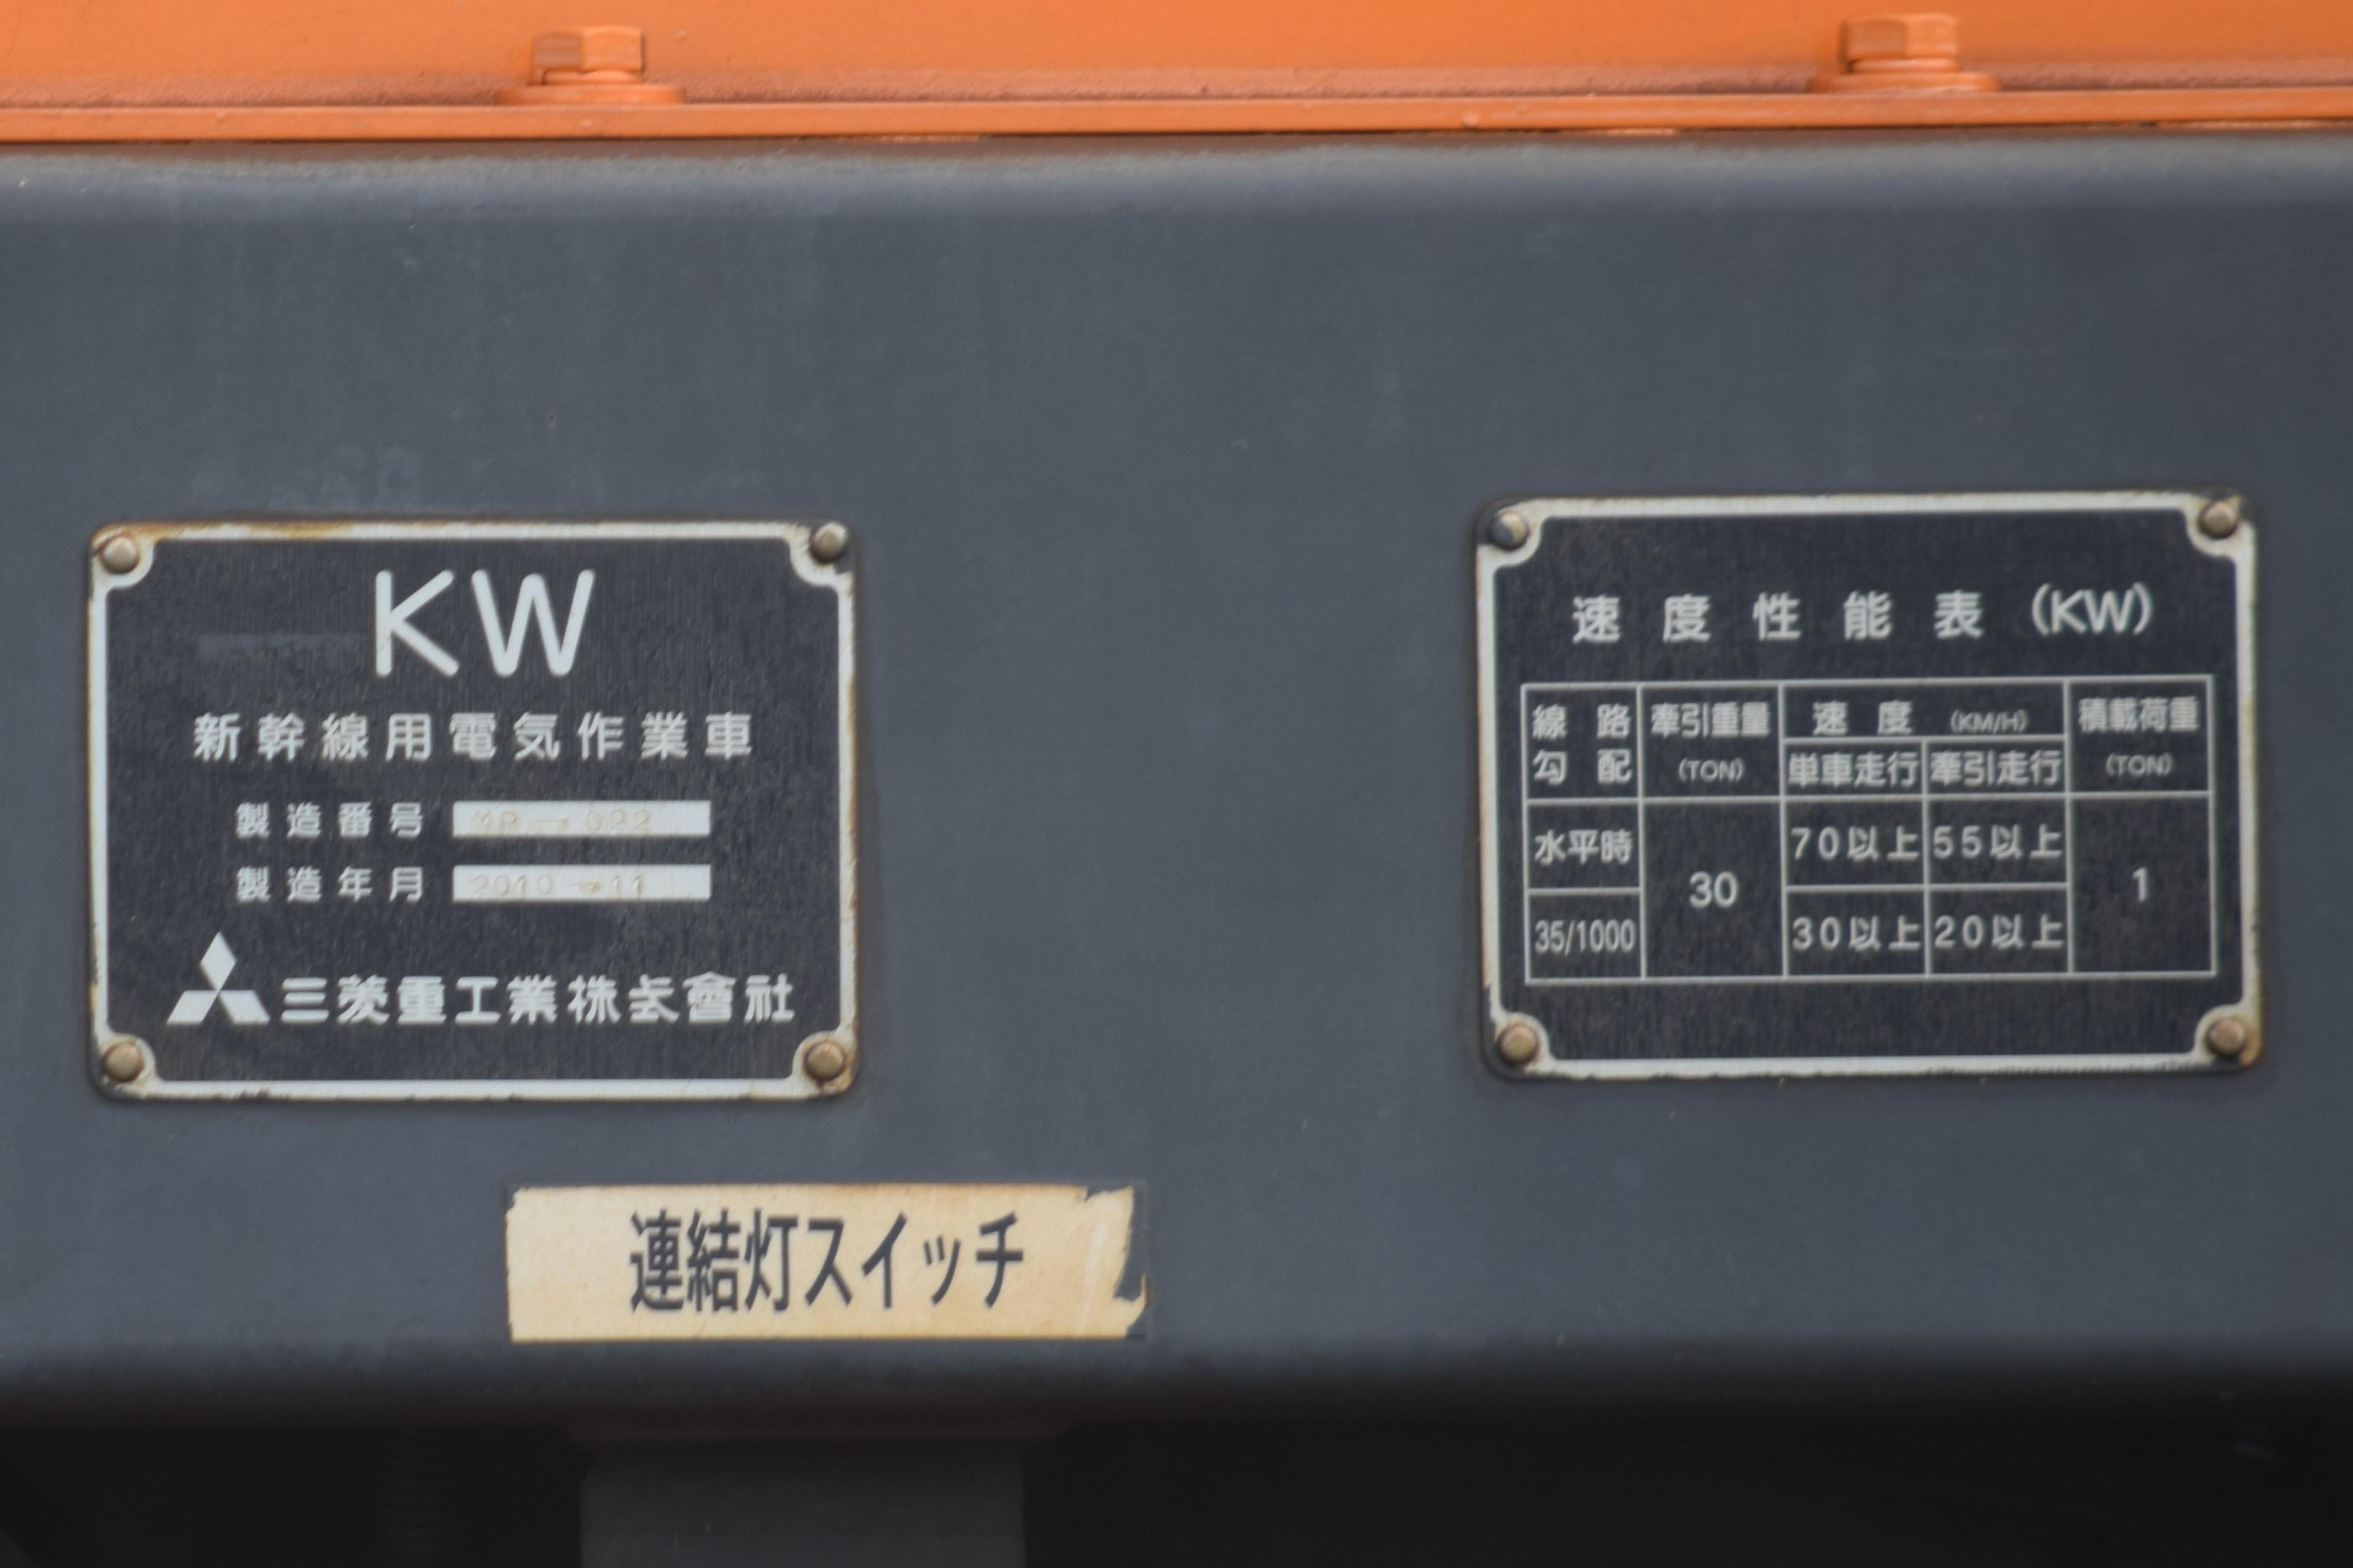 KW
新幹線用電気作業車
製造番号
製造年月 2010-11
三菱重工業株式會社
速度性能表(KW)
線路勾配 牽引重量(TON) 速度(KM/H) 積載荷重(TON)
単車走行 牽引走行
水平時 30 70以上 55以上 1
35/1000 30以上 20以上
連結灯スイッチ